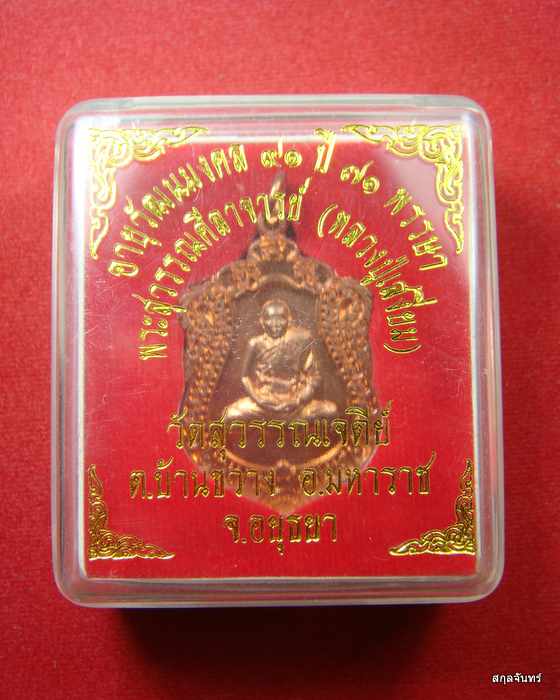 อายุวัฒนมงคล ๙๑ ปี ๗๑ พรรษา
พระสุวรรณศีลาจารย์ (หลวงปู่เสงี่ยม)
วัดสุวรรณเจดีย์
ต.บ้านขวาง อ.มหาราช
จ.อยุธยา
สกุลจันทร์